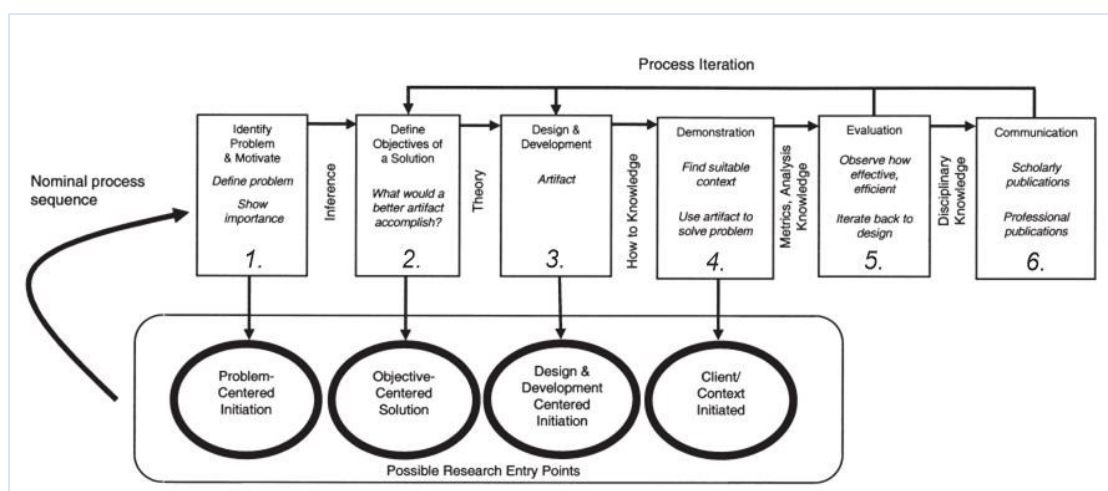 Process Iteration
Nominal process
sequence
Identify
Problem
& Motivate
Define problem
Show
importance
1.
Inference
Define
Objectives of
a Solution
What would a
better artifact
accomplish?
2.
Theory
Design &
Development
Artifact
3.
How to Knowledge
Demonstration
Find suitable
context
Use artifact to
solve problem
4.
Metrics, Analysis
Knowledge
Evaluation
Observe how
effective,
efficient
Iterate back to
design
5.
Disciplinary
Knowledge
Communication
Scholarly
publications
Professional
publications
6.
Problem-
Centered
Initiation
Objective-
Centered
Solution
Design &
Development
Centered
Initiation
Client/
Context
Initiated
Possible Research Entry Points